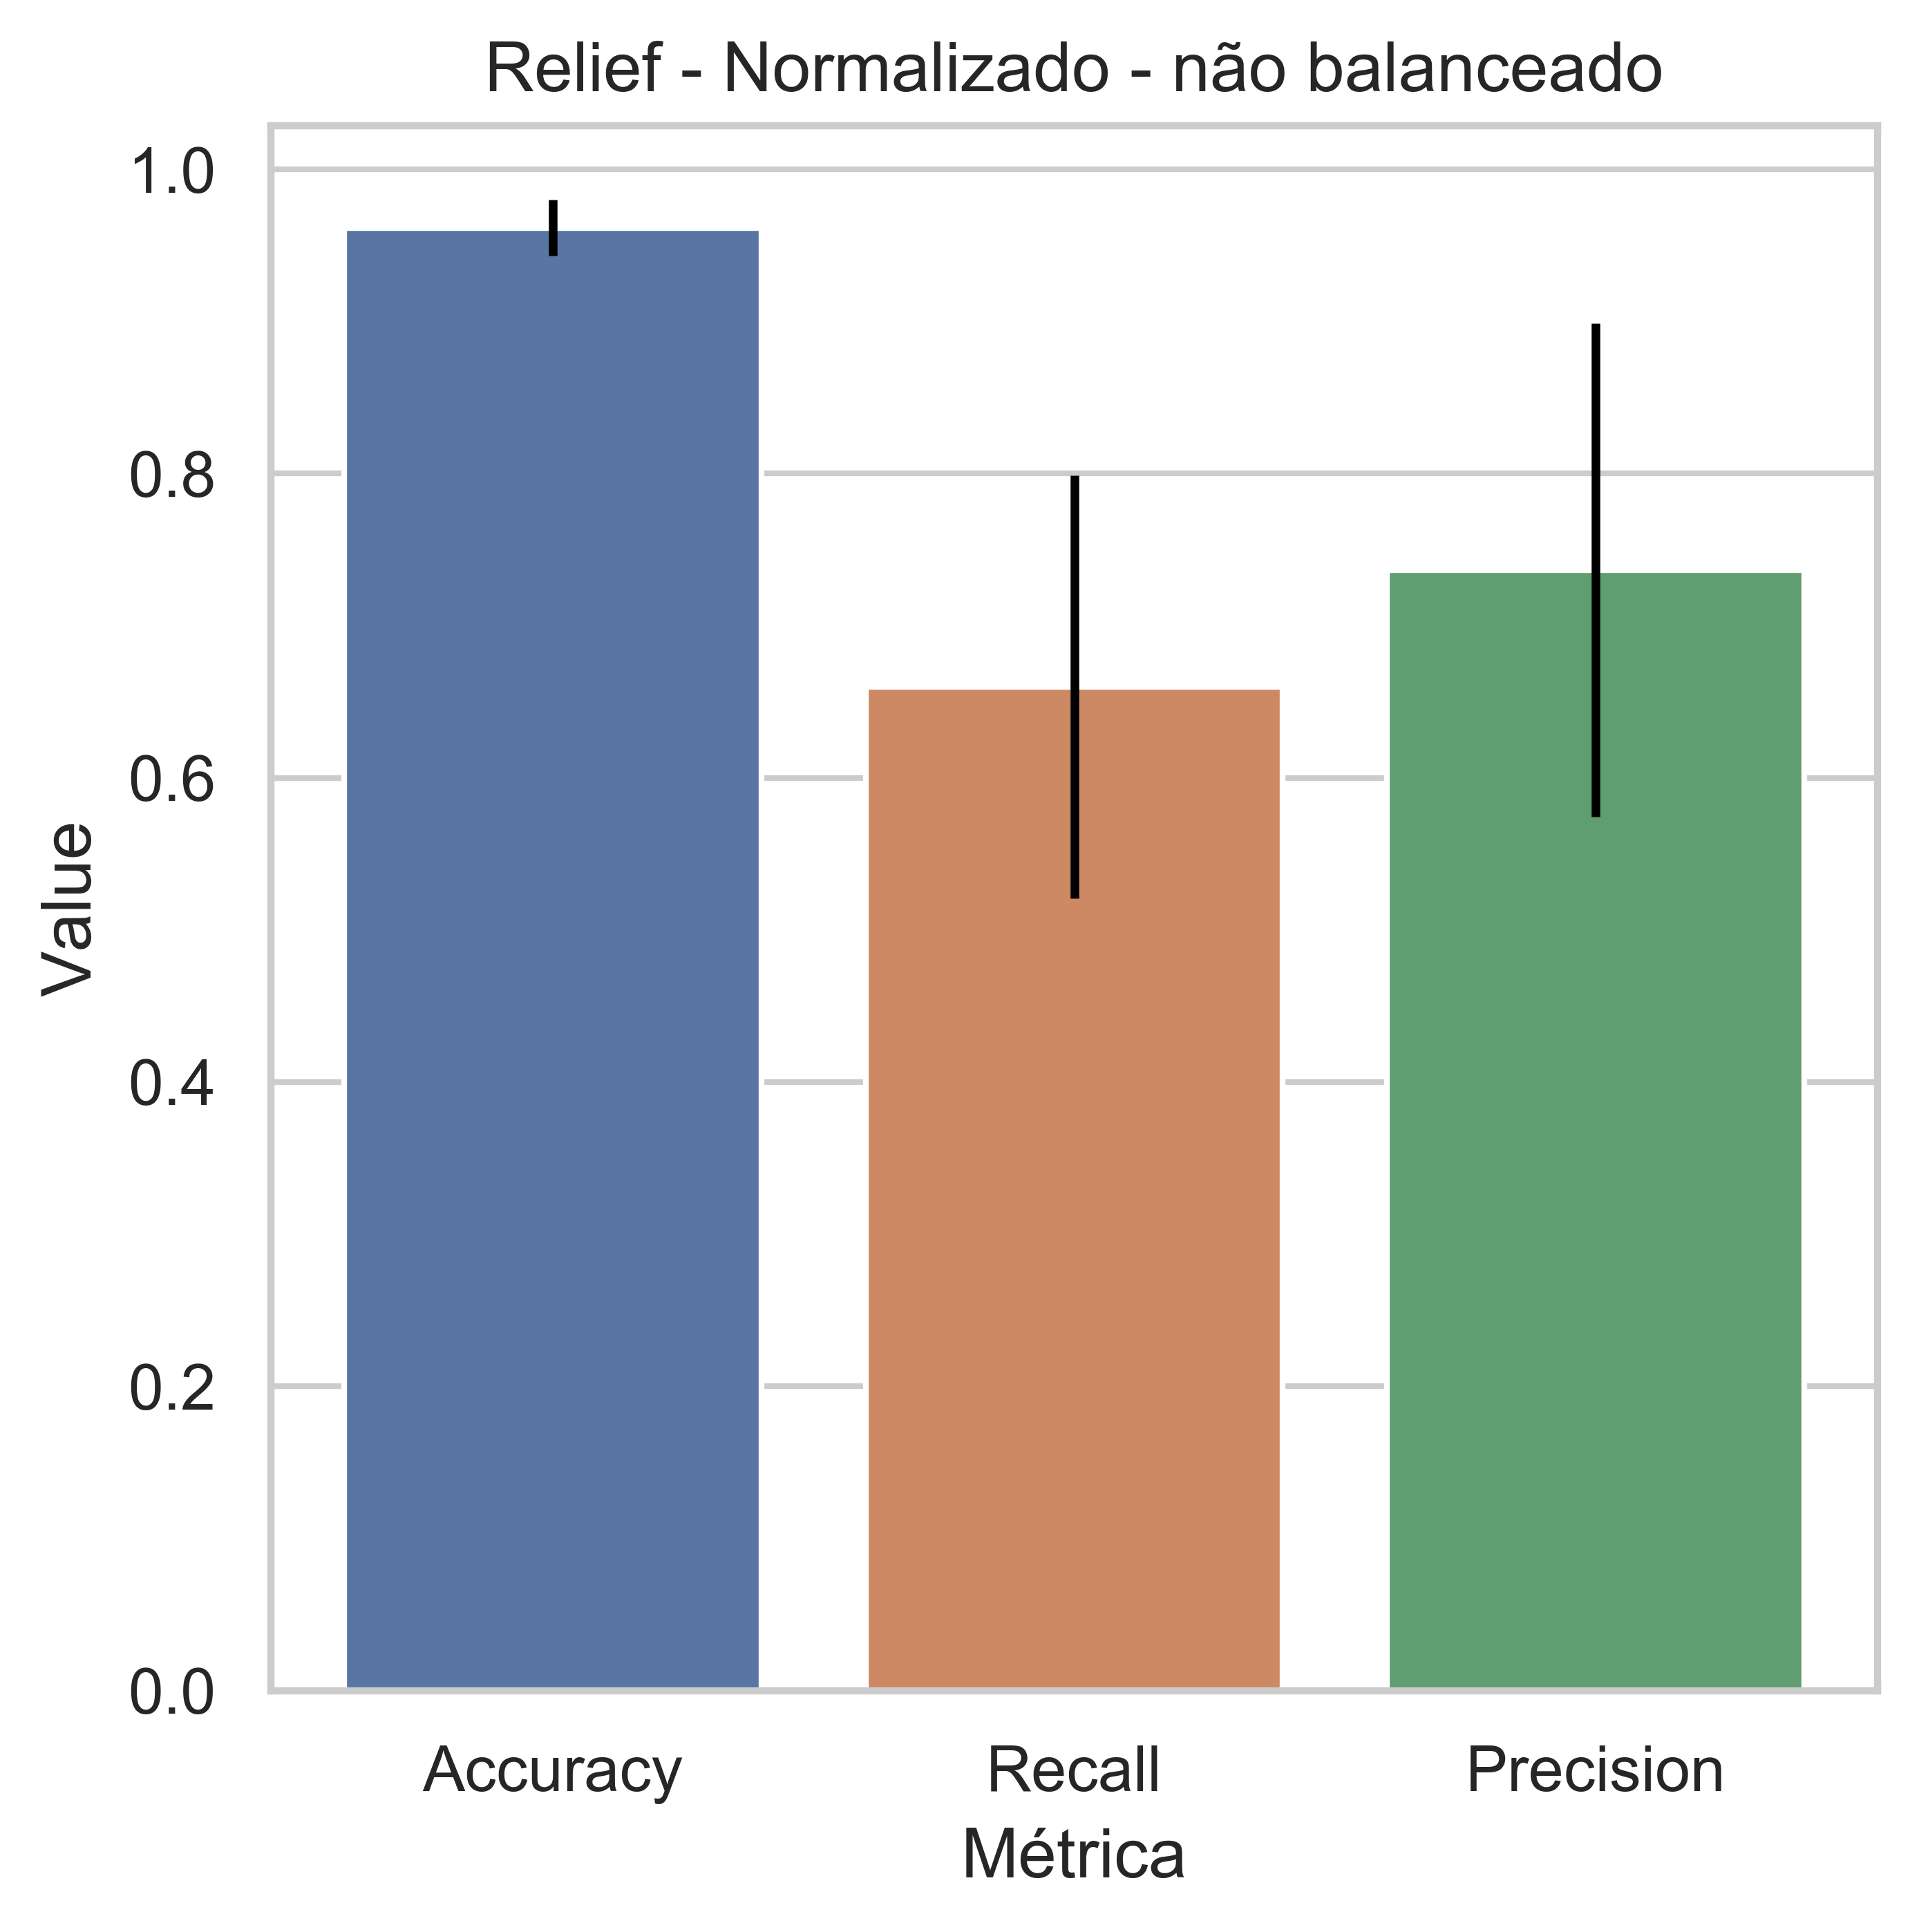 Relief - Normalizado - não balanceado
1.0
0.8
0.6
0.4
0.2
0.0
Value
Accuracy Recall Precision
Métrica